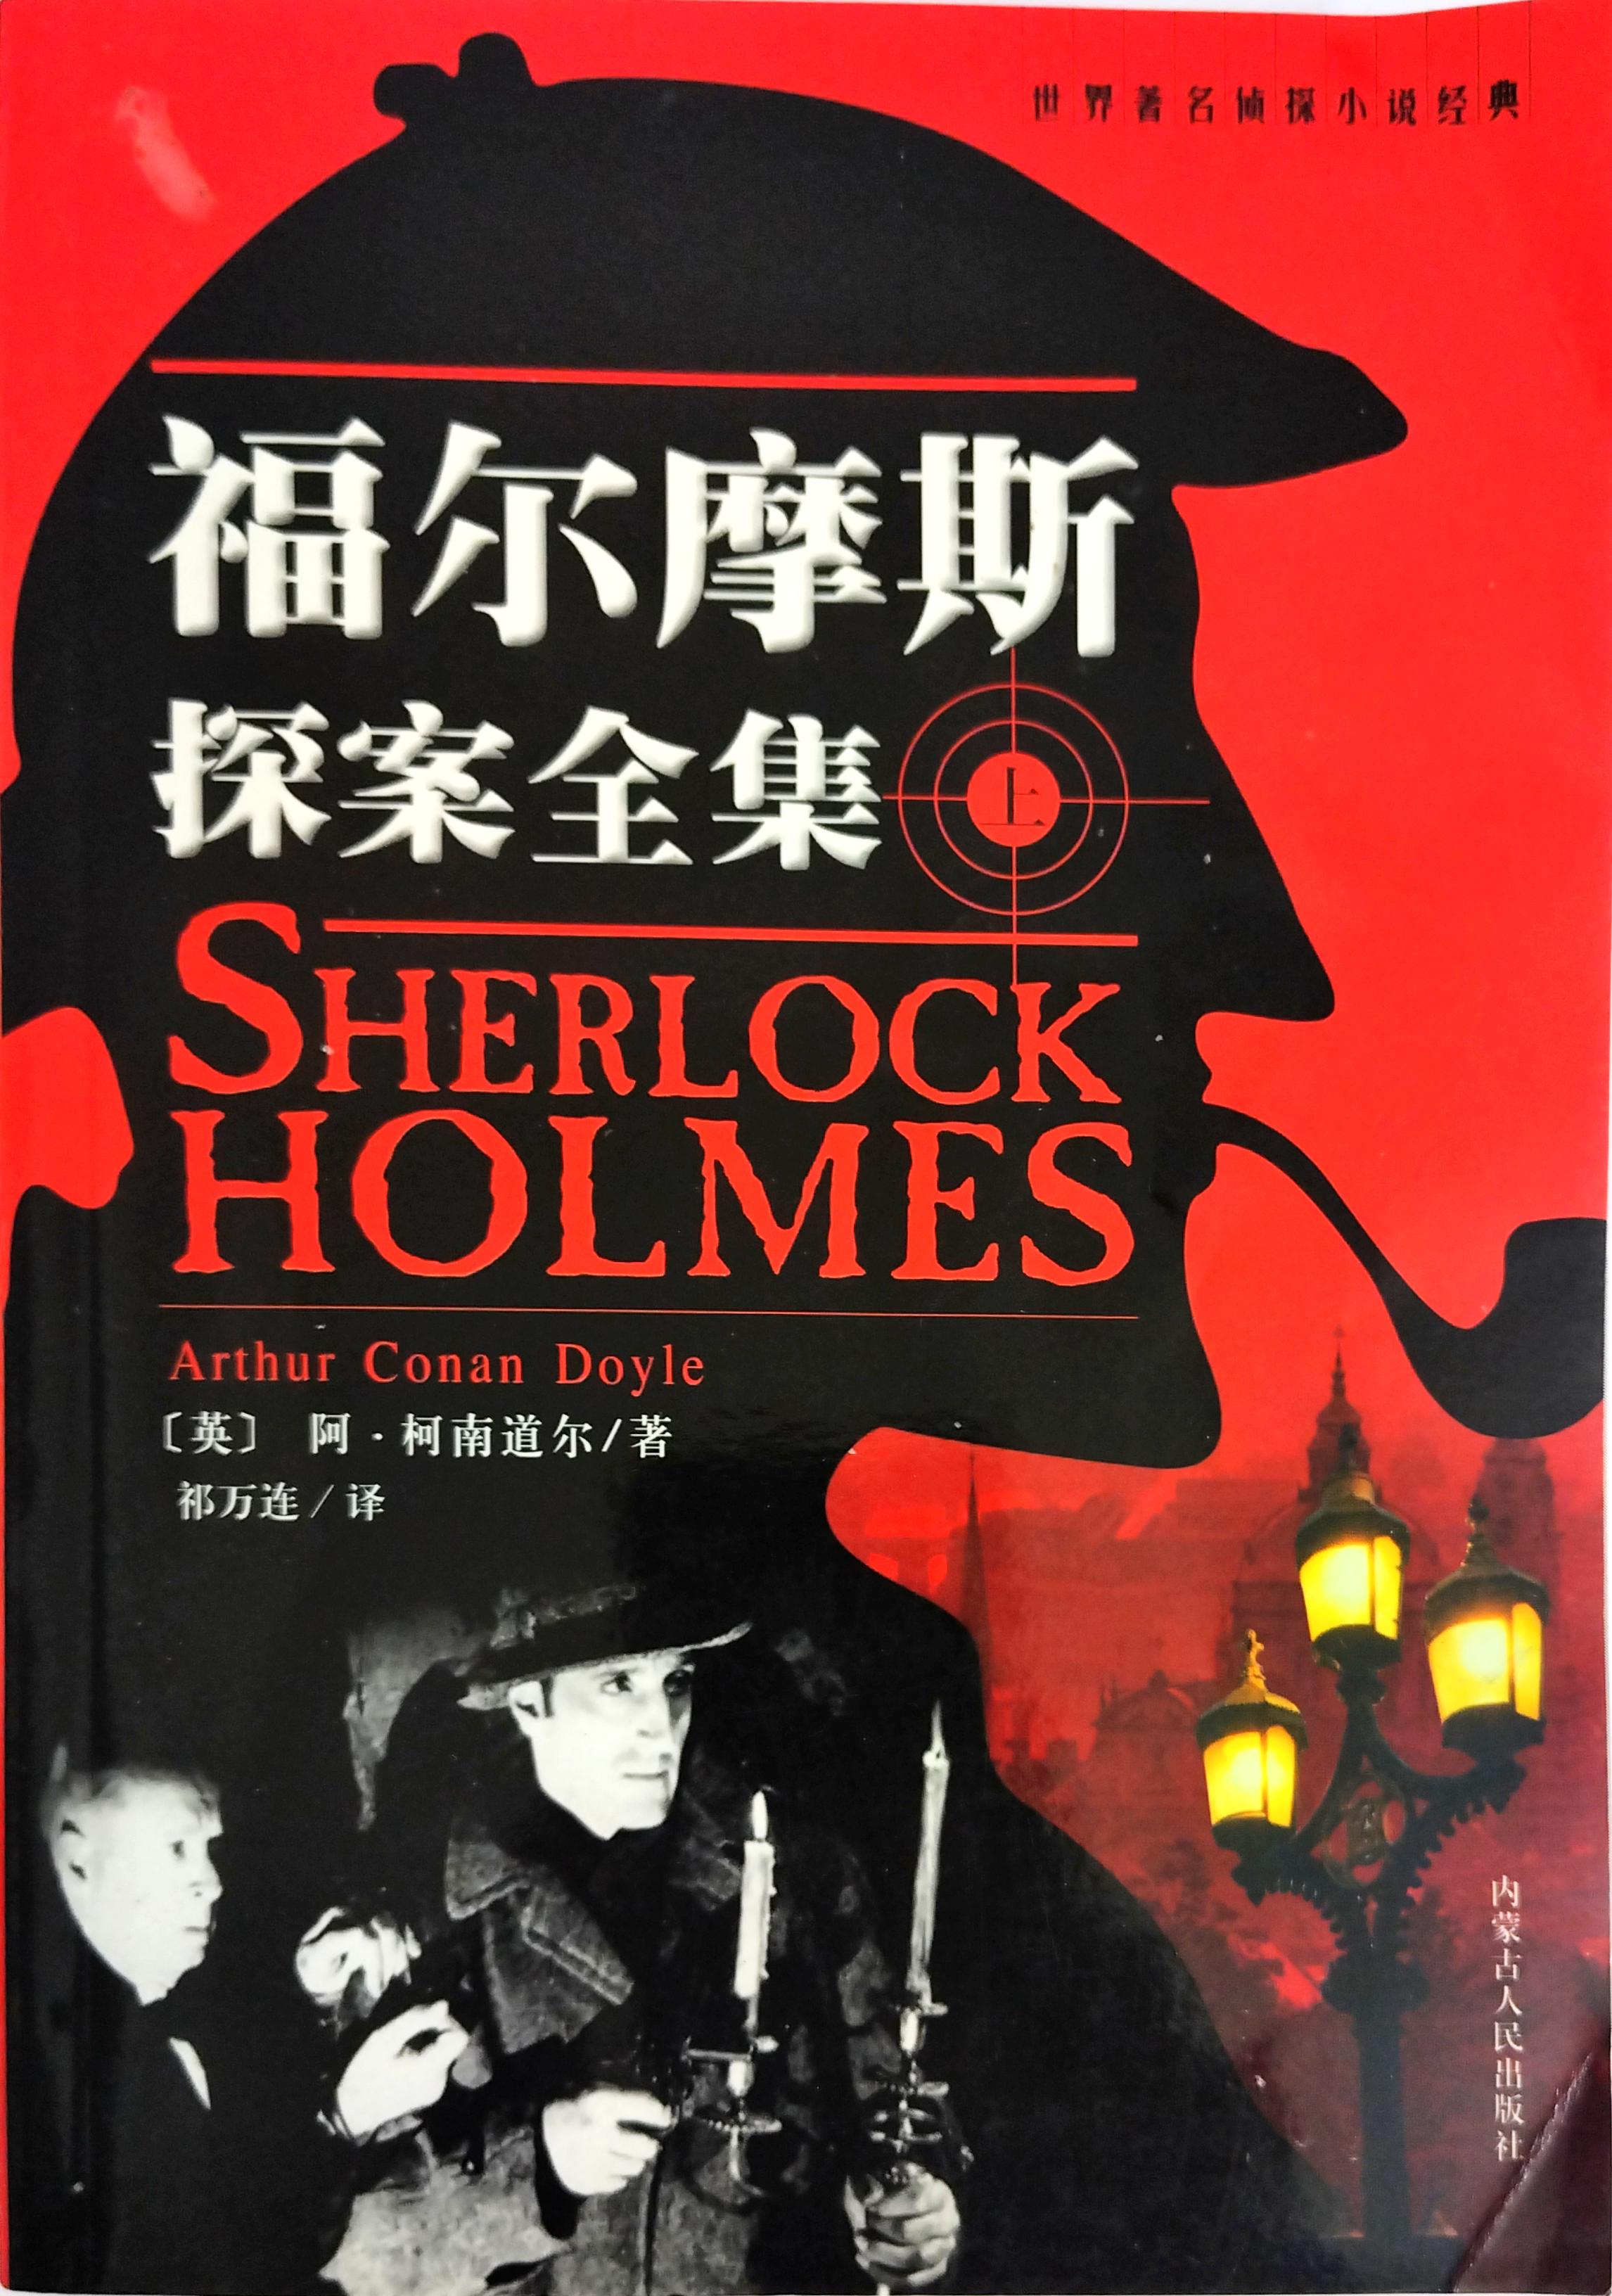 世界著名侦探小说经典
福尔摩斯
探案全集
上
SHERLOCK
HOLMES
Arthur Conan Doyle
〔英〕 阿·柯南道尔/著
祁万连/译
内蒙古人民出版社